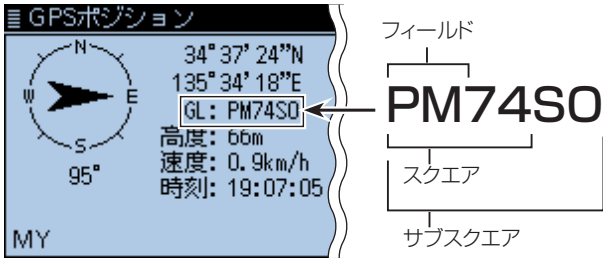 ≣ GPSポジション
N
W
E
S
95°
34°37'24”N
135°34'18”E
GL: PM74SO
高度: 66m
速度: 0.9km/h
時刻: 19:07:05
MY
フィールド
PM74SO
スクエア
サブスクエア